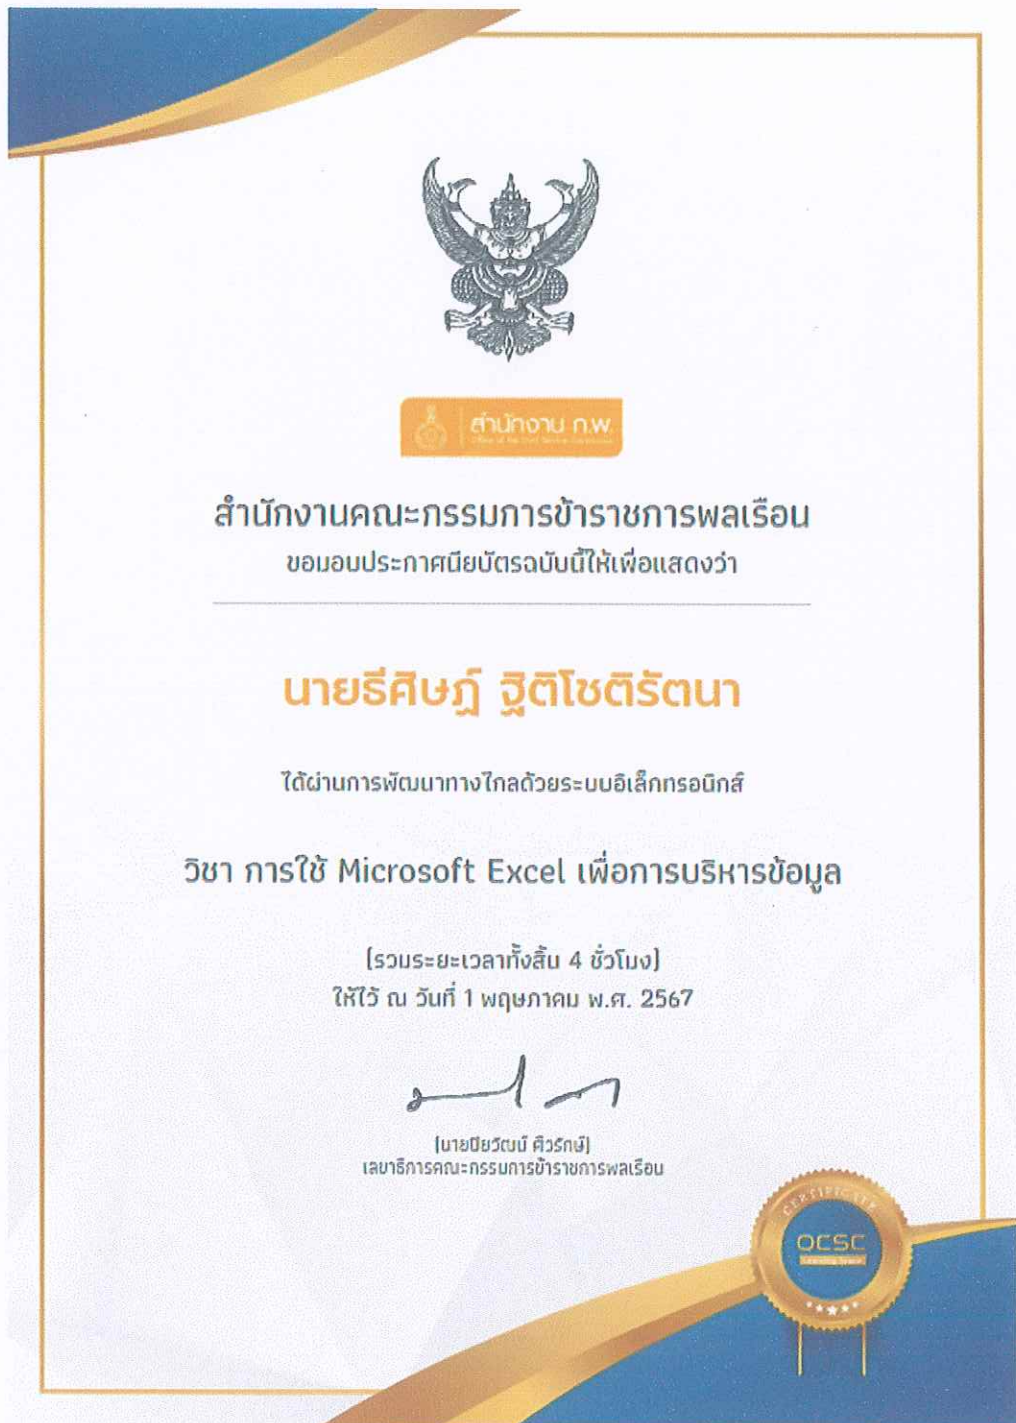 สำนักงาน ก.พ.
สำนักงานคณะกรรมการข้าราชการพลเรือน
ขอมอบประกาศนียบัตรฉบับนี้ให้เพื่อแสดงว่า
นายธีศิษฏ์ ฐิติโชติรัตนา
ได้ผ่านการพัฒนาทางไกลด้วยระบบอิเล็กทรอนิกส์
วิชา การใช้ Microsoft Excel เพื่อการบริหารข้อมูล
(รวมระยะเวลาทั้งสิ้น 4 ชั่วโมง)
ให้ไว้ ณ วันที่ 1 พฤษภาคม พ.ศ. 2567
(นายปิยวัฒน์ ศิวรักษ์)
เลขาธิการคณะกรรมการข้าราชการพลเรือน
CERTIFICATE
OCSC
Learning Space